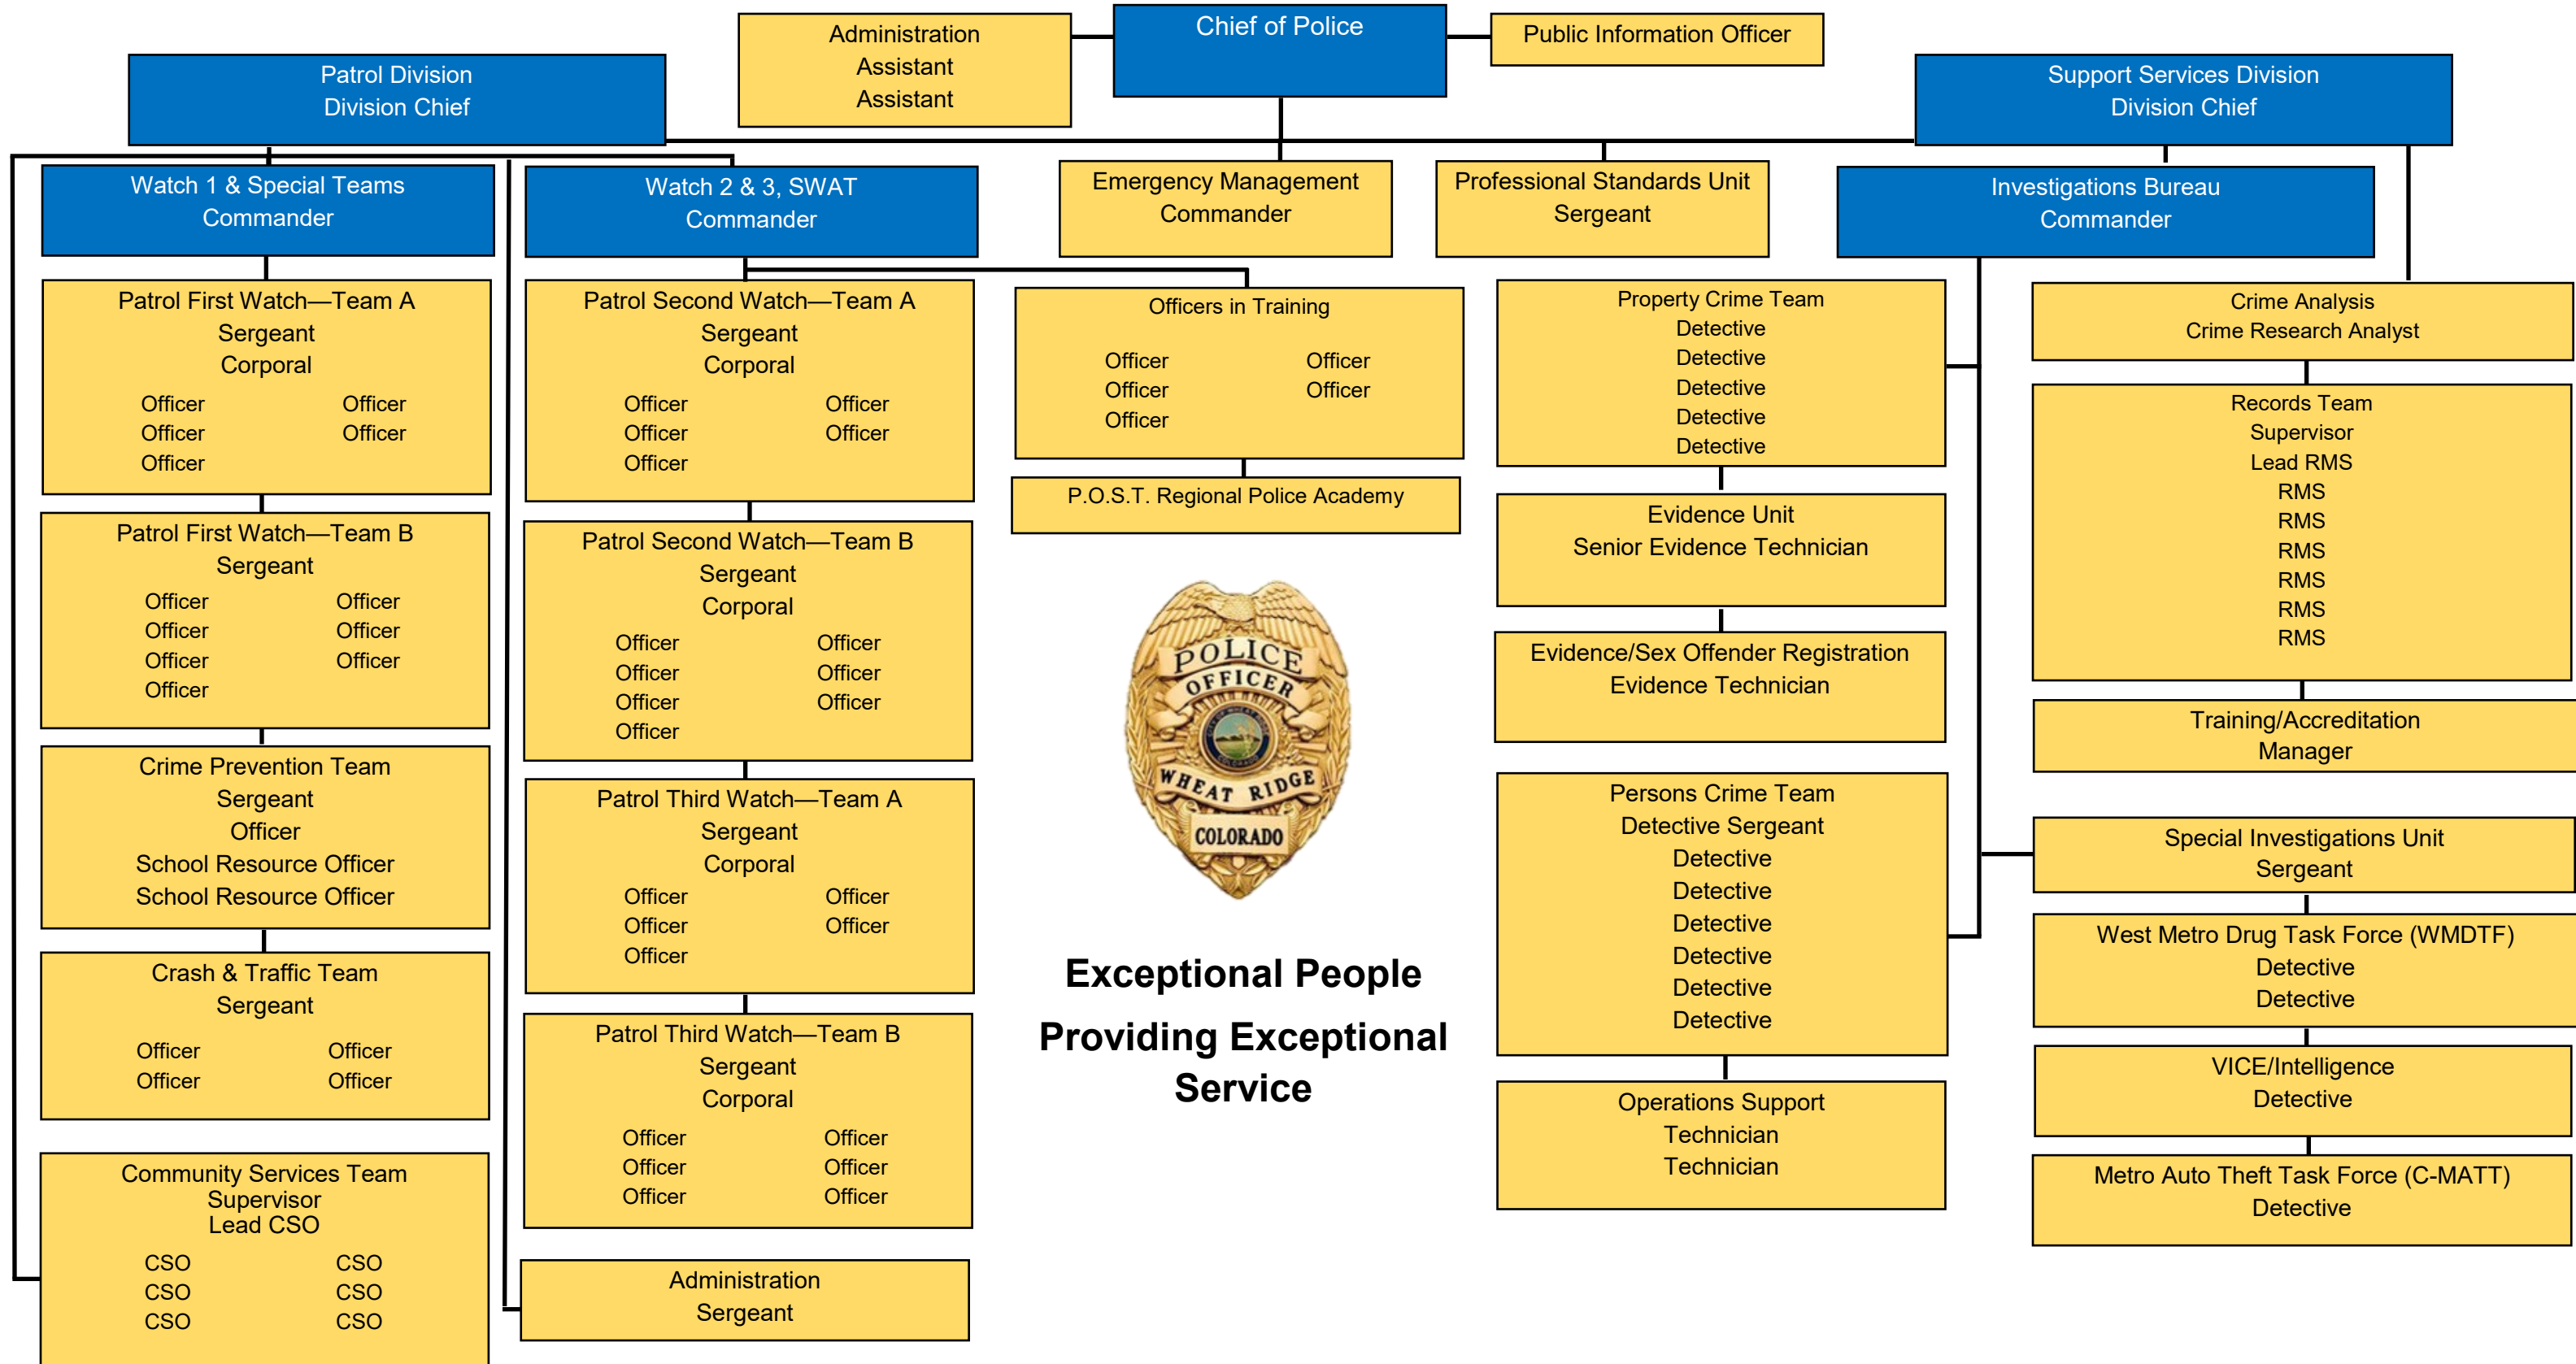 Chief of Police
Administration
Assistant
Assistant
Public Information Officer
Patrol Division
Division Chief
Support Services Division
Division Chief
Watch 1 & Special Teams
Commander
Watch 2 & 3, SWAT
Commander
Emergency Management
Commander
Professional Standards Unit
Sergeant
Investigations Bureau
Commander
Patrol First Watch—Team A
Sergeant
Corporal
Officer Officer
Officer Officer
Officer
Patrol First Watch—Team B
Sergeant
Officer Officer
Officer Officer
Officer Officer
Officer
Crime Prevention Team
Sergeant
Officer
School Resource Officer
School Resource Officer
Crash & Traffic Team
Sergeant
Officer Officer
Officer Officer
Community Services Team
Supervisor
Lead CSO
CSO CSO
CSO CSO
CSO CSO
Patrol Second Watch—Team A
Sergeant
Corporal
Officer Officer
Officer Officer
Officer
Patrol Second Watch—Team B
Sergeant
Corporal
Officer Officer
Officer Officer
Officer Officer
Officer
Patrol Third Watch—Team A
Sergeant
Corporal
Officer Officer
Officer Officer
Officer
Patrol Third Watch—Team B
Sergeant
Corporal
Officer Officer
Officer Officer
Officer Officer
Administration
Sergeant
Officers in Training
Officer Officer
Officer Officer
Officer
P.O.S.T. Regional Police Academy
POLICE
OFFICER
WHEAT RIDGE
COLORADO
Exceptional People
Providing Exceptional
Service
Property Crime Team
Detective
Detective
Detective
Detective
Detective
Evidence Unit
Senior Evidence Technician
Evidence/Sex Offender Registration
Evidence Technician
Persons Crime Team
Detective Sergeant
Detective
Detective
Detective
Detective
Detective
Detective
Operations Support
Technician
Technician
Crime Analysis
Crime Research Analyst
Records Team
Supervisor
Lead RMS
RMS
RMS
RMS
RMS
RMS
RMS
Training/Accreditation
Manager
Special Investigations Unit
Sergeant
West Metro Drug Task Force (WMDTF)
Detective
Detective
VICE/Intelligence
Detective
Metro Auto Theft Task Force (C-MATT)
Detective